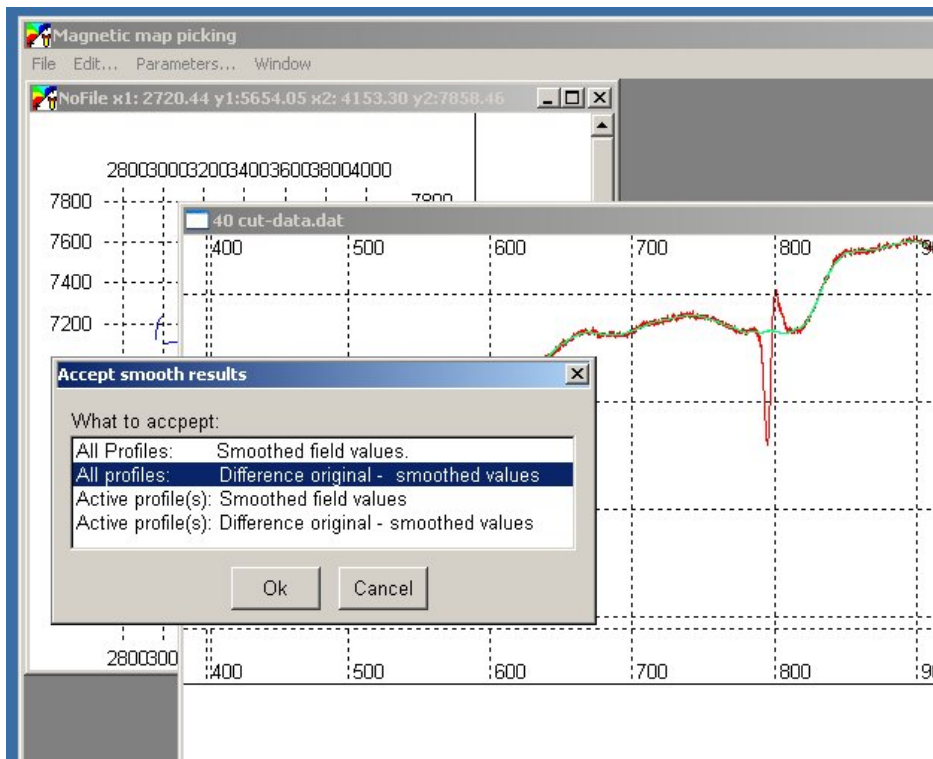 Magnetic map picking
File Edit... Parameters... Window
NoFile x1: 2720.44 y1:5654.05 x2: 4153.30 y2:7858.46
2800300032003400360038004000
7800 7800
40 cut-data.dat
7600
400 500 600 700 800 9
7400
7200
Accept smooth results
What to accpept:
All Profiles: Smoothed field values.
All profiles: Difference original - smoothed values
Active profile(s): Smoothed field values
Active profile(s): Difference original - smoothed values
Ok Cancel
2800300
400 500 600 700 800 9